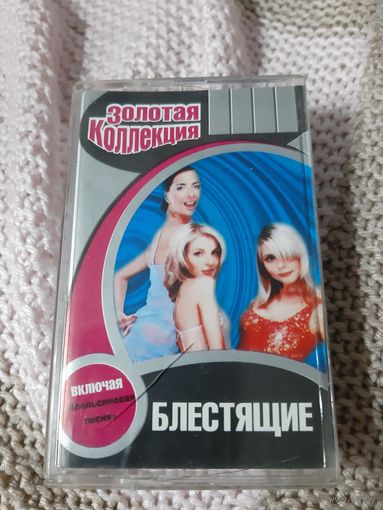 Золотая
Коллекция
включая
«Апельсиновая
песня»
БЛЕСТЯЩИЕ